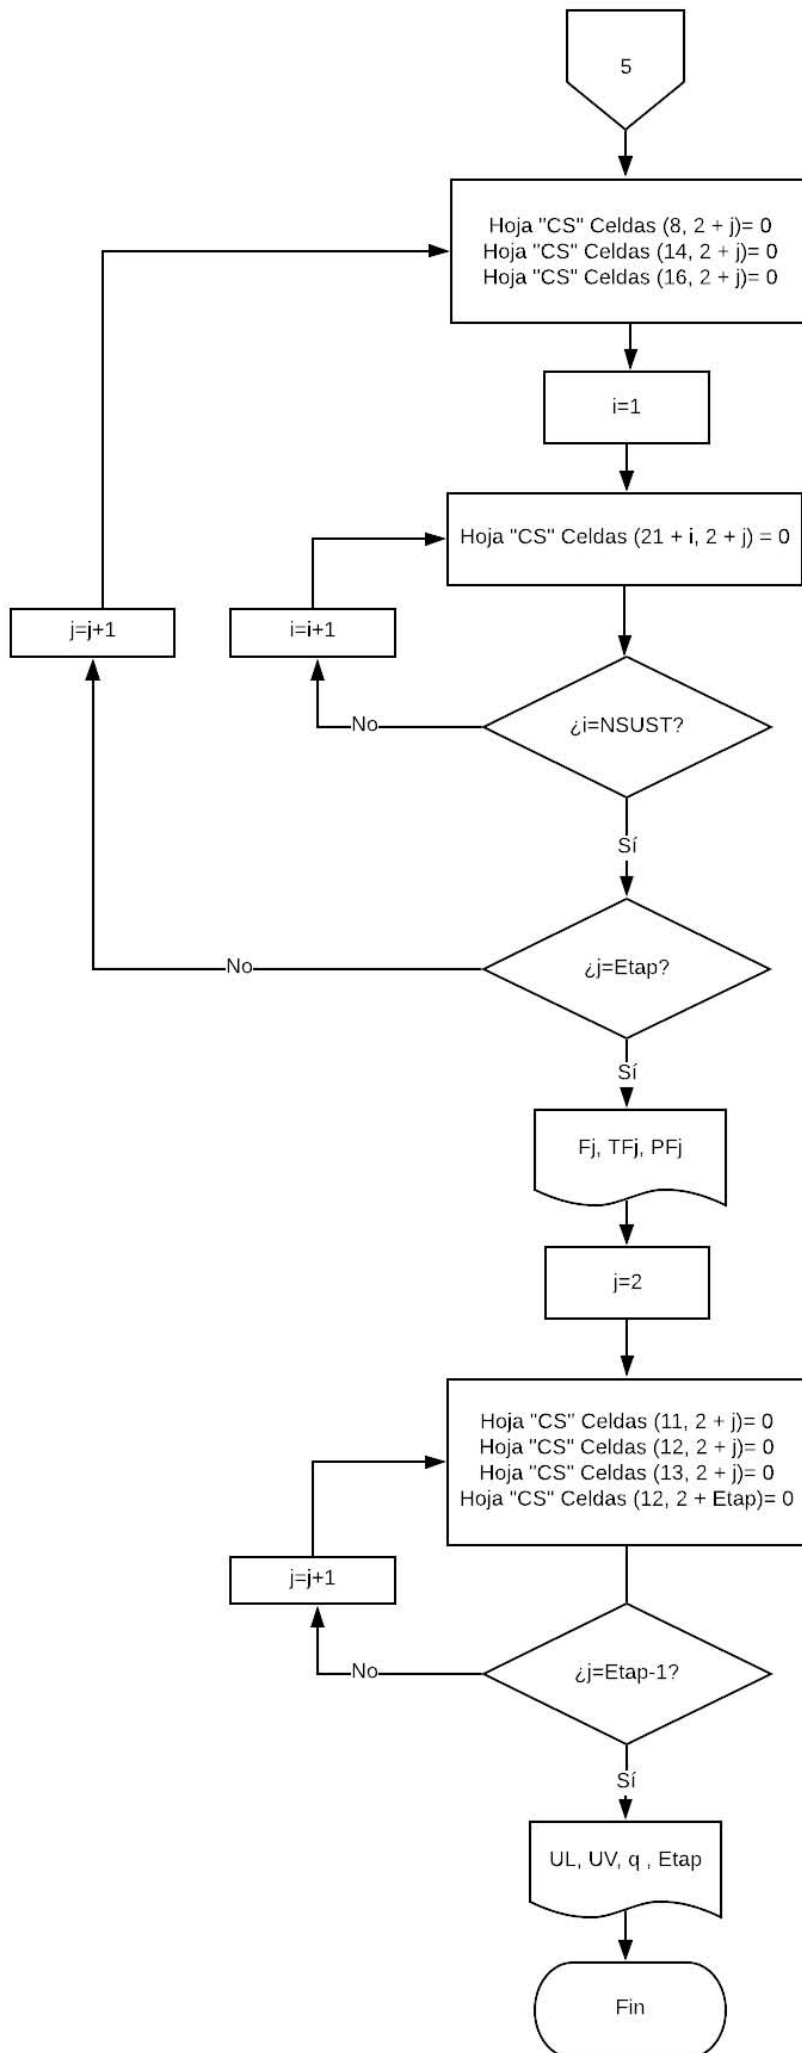 5
Hoja "CS" Celdas (8, 2 + j)= 0
Hoja "CS" Celdas (14, 2 + j)= 0
Hoja "CS" Celdas (16, 2 + j)= 0
i=1
Hoja "CS" Celdas (21 + i, 2 + j) = 0
j=j+1
i=i+1
¿i=NSUST?
No
Sí
¿j=Etap?
No
Sí
Fj, TFj, PFj
j=2
Hoja "CS" Celdas (11, 2 + j)= 0
Hoja "CS" Celdas (12, 2 + j)= 0
Hoja "CS" Celdas (13, 2 + j)= 0
Hoja "CS" Celdas (12, 2 + Etap)= 0
j=j+1
¿j=Etap-1?
No
Sí
UL, UV, q , Etap
Fin